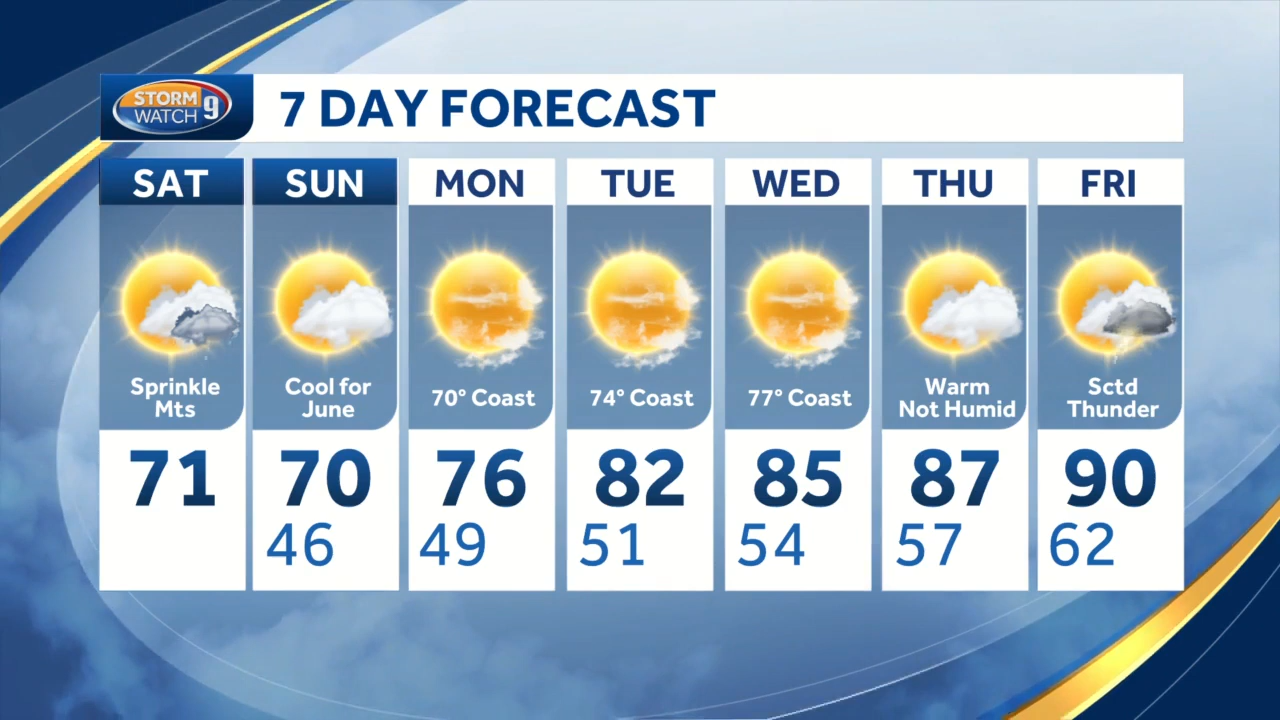 STORM
WATCH 9
7 DAY FORECAST
SAT
SUN
MON
TUE
WED
THU
FRI
Sprinkle
Mts
Cool for
June
70° Coast
74° Coast
77° Coast
Warm
Not Humid
Sctd
Thunder
71
70
76
82
85
87
90
46
49
51
54
57
62